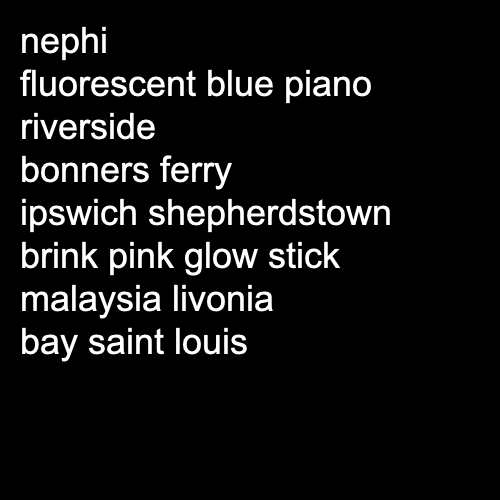 nephi
fluorescent blue piano
riverside
bonners ferry
ipswich shepherdstown
brink pink glow stick
malaysia livonia
bay saint louis